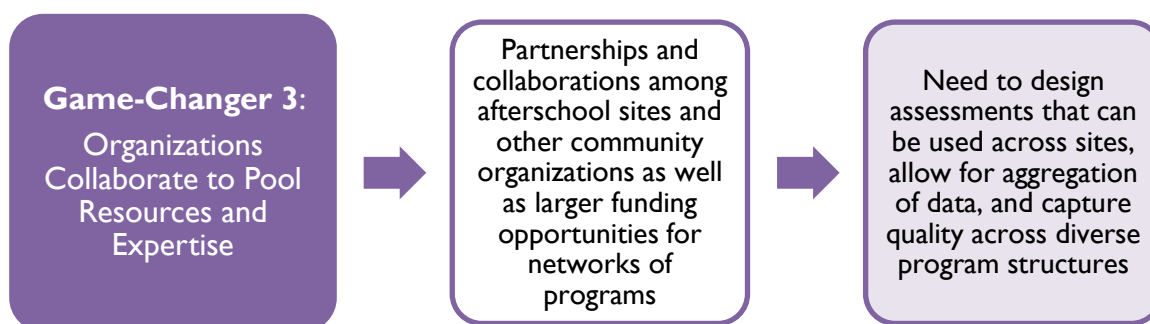 Game-Changer 3:
Organizations
Collaborate to Pool
Resources and
Expertise
Partnerships and
collaborations among
afterschool sites and
other community
organizations as well
as larger funding
opportunities for
networks of
programs
Need to design
assessments that can
be used across sites,
allow for aggregation
of data, and capture
quality across diverse
program structures